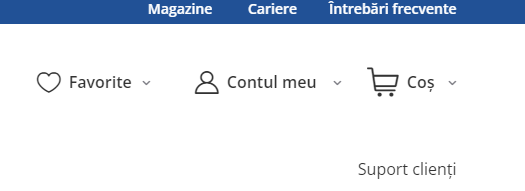 Magazine Cariere Întrebări frecvente
Favorite Contul meu Coș
Suport clienți